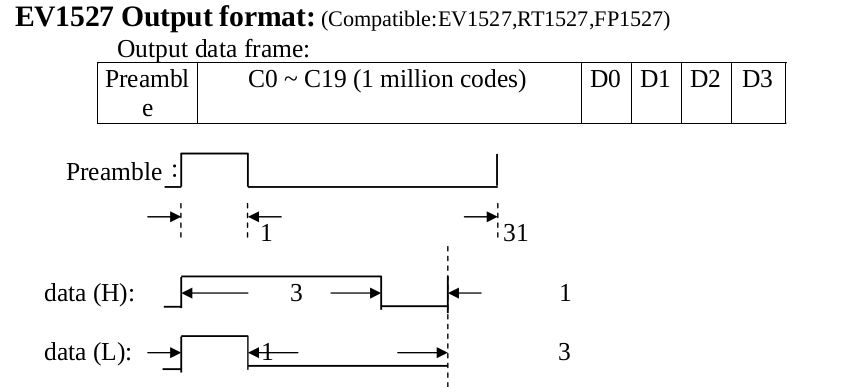 EV1527 Output format: (Compatible:EV1527,RT1527,FP1527)
Output data frame:
Preambl
e
C0 ~ C19 (1 million codes)
D0
D1
D2
D3
Preamble :
1
31
data (H):
3
1
data (L):
1
3